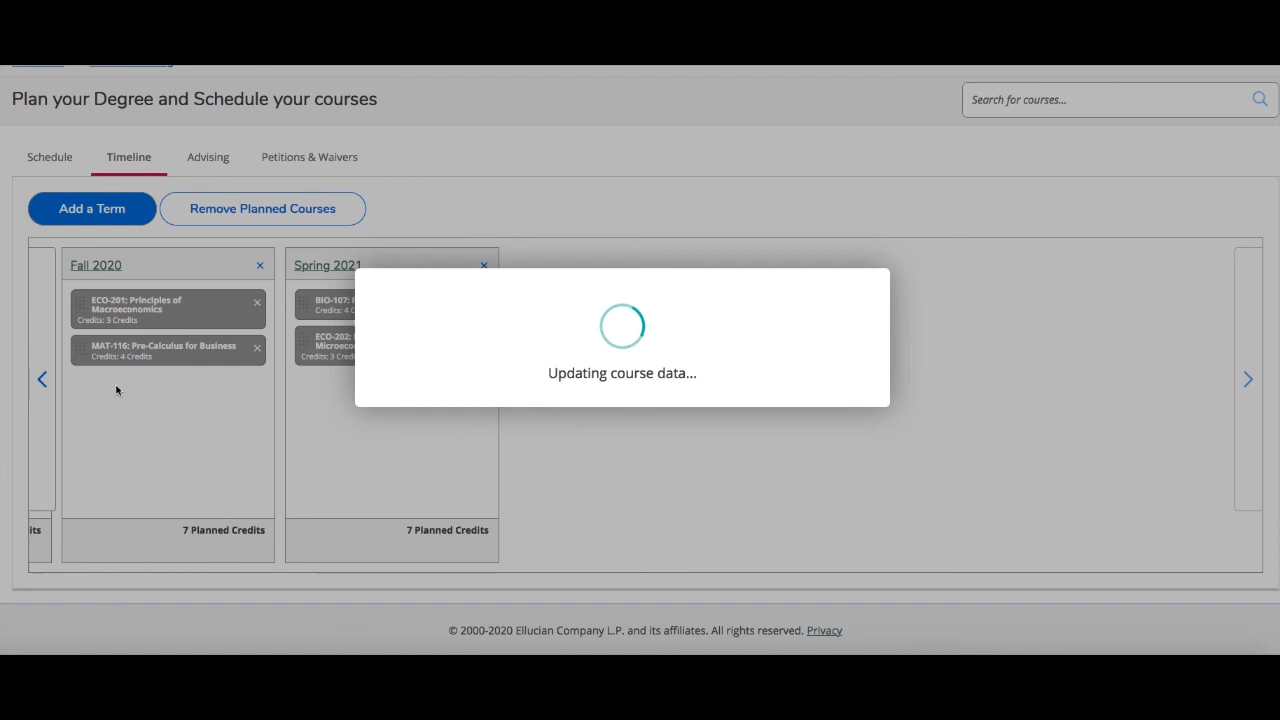 Plan your Degree and Schedule your courses
Search for courses...
Schedule
Timeline
Advising
Petitions & Waivers
Add a Term
Remove Planned Courses
Fall 2020
ECO-201: Principles of
Macroeconomics
Credits: 3 Credits
MAT-116: Pre-Calculus for Business
Credits: 4 Credits
7 Planned Credits
Spring 2021
BIO-107:
Credits: 4
ECO-202:
Credits: 3
7 Planned Credits
Updating course data...
© 2000-2020 Ellucian Company L.P. and its affiliates. All rights reserved. Privacy